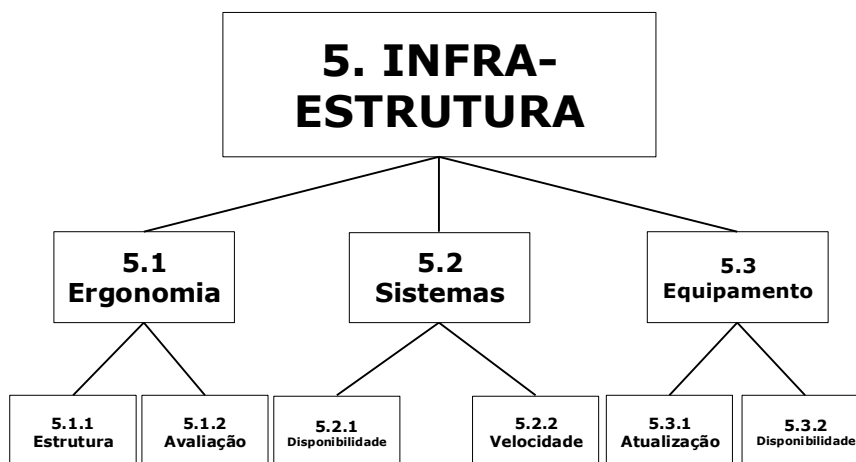 5. INFRA-
ESTRUTURA
5.1
Ergonomia
5.2
Sistemas
5.3
Equipamento
5.1.1
Estrutura
5.1.2
Avaliação
5.2.1
Disponibilidade
5.2.2
Velocidade
5.3.1
Atualização
5.3.2
Disponibilidade